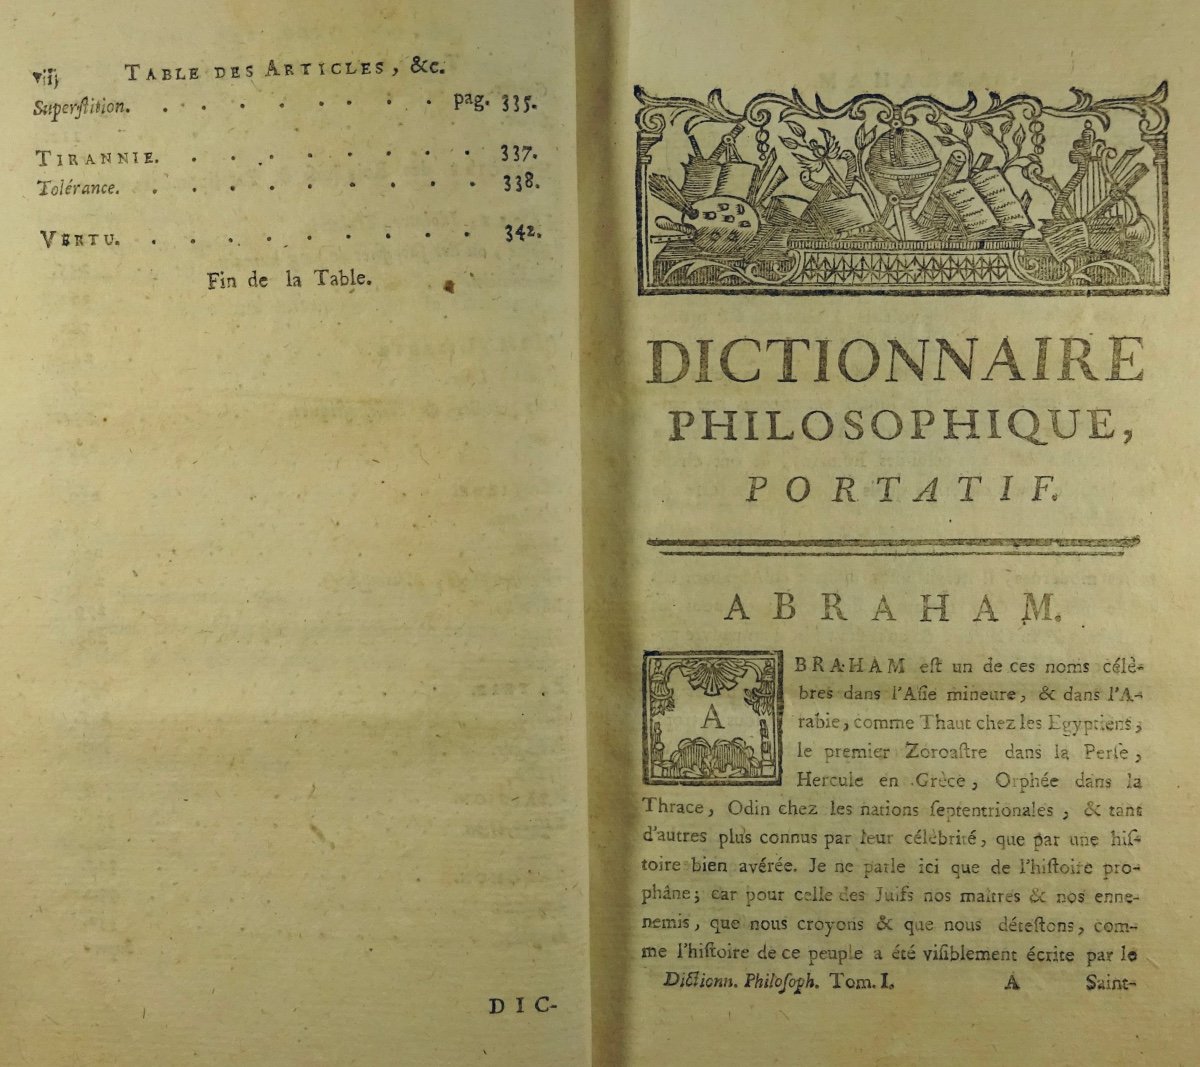 viij TABLE DES ARTICLES, &c.
Superſtition. . . . . . . . . pag. 335.
TIRANNIE. . . . . . . . . 337.
Tolérance. . . . . . . . . 338.
VERTU. . . . . . . . . 342.
Fin de la Table.
DIC-
DICTIONNAIRE
PHILOSOPHIQUE,
PORTATIF.
ABRAHAM.
ABRAHAM eſt un de ces noms célè-
bres dans l'Aſie mineure, & dans l'A-
rabie, comme Thaut chez les Egyptiens,
le premier Zoroaſtre dans la Perſe,
Hercule en Grèce, Orphée dans la
Thrace, Odin chez les nations ſeptentrionales, & tant
d'autres plus connus par leur célèbrité, que par une hiſ-
toire bien avérée. Je ne parle ici que de l'hiſtoire pro-
phâne; car pour celle des Juifs nos maîtres & nos enne-
nemis, que nous croyons & que nous déteſtons, com-
me l'hiſtoire de ce peuple a été viſiblement écrite par le
Dictionn. Philoſoph. Tom. I. A Saint-